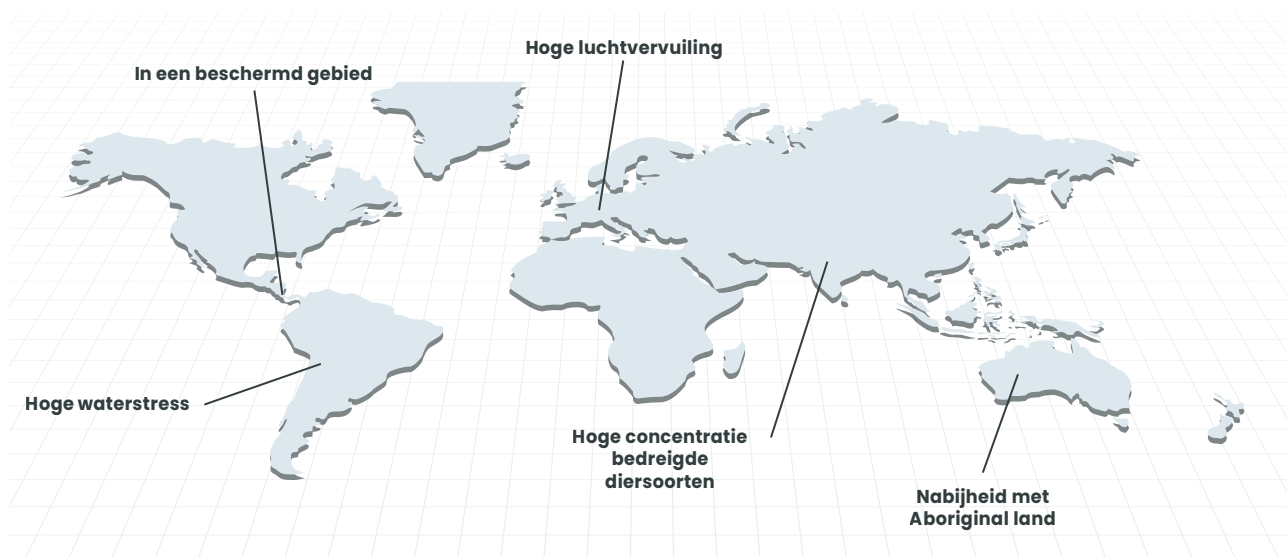 Hoge luchtvervuiling
In een beschermd gebied
Hoge waterstress
Hoge concentratie
bedreigde
diersoorten
Nabijheid met
Aboriginal land